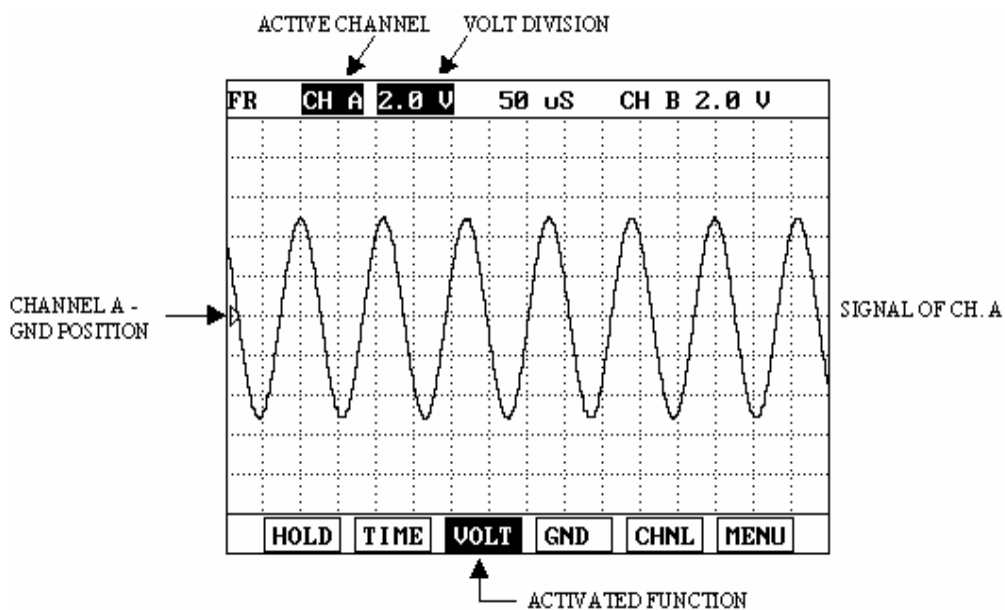 ACTIVE CHANNEL VOLT DIVISION
FR CH A 2.0 V 50 uS CH B 2.0 V
CHANNEL A -
GND POSITION
SIGNAL OF CH. A
HOLD TIME VOLT GND CHNL MENU
ACTIVATED FUNCTION